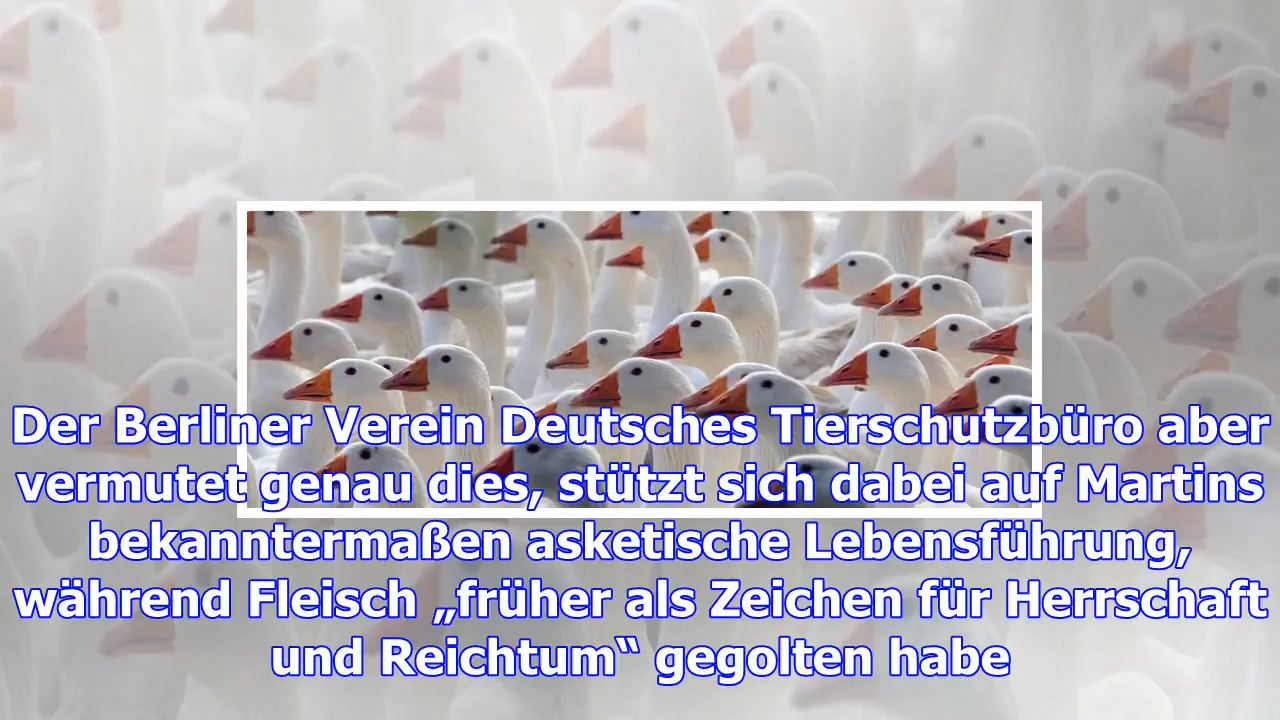 Der Berliner Verein Deutsches Tierschutzbüro aber
vermutet genau dies, stützt sich dabei auf Martins
bekanntermaßen asketische Lebensführung,
während Fleisch „früher als Zeichen für Herrschaft
und Reichtum“ gegolten habe